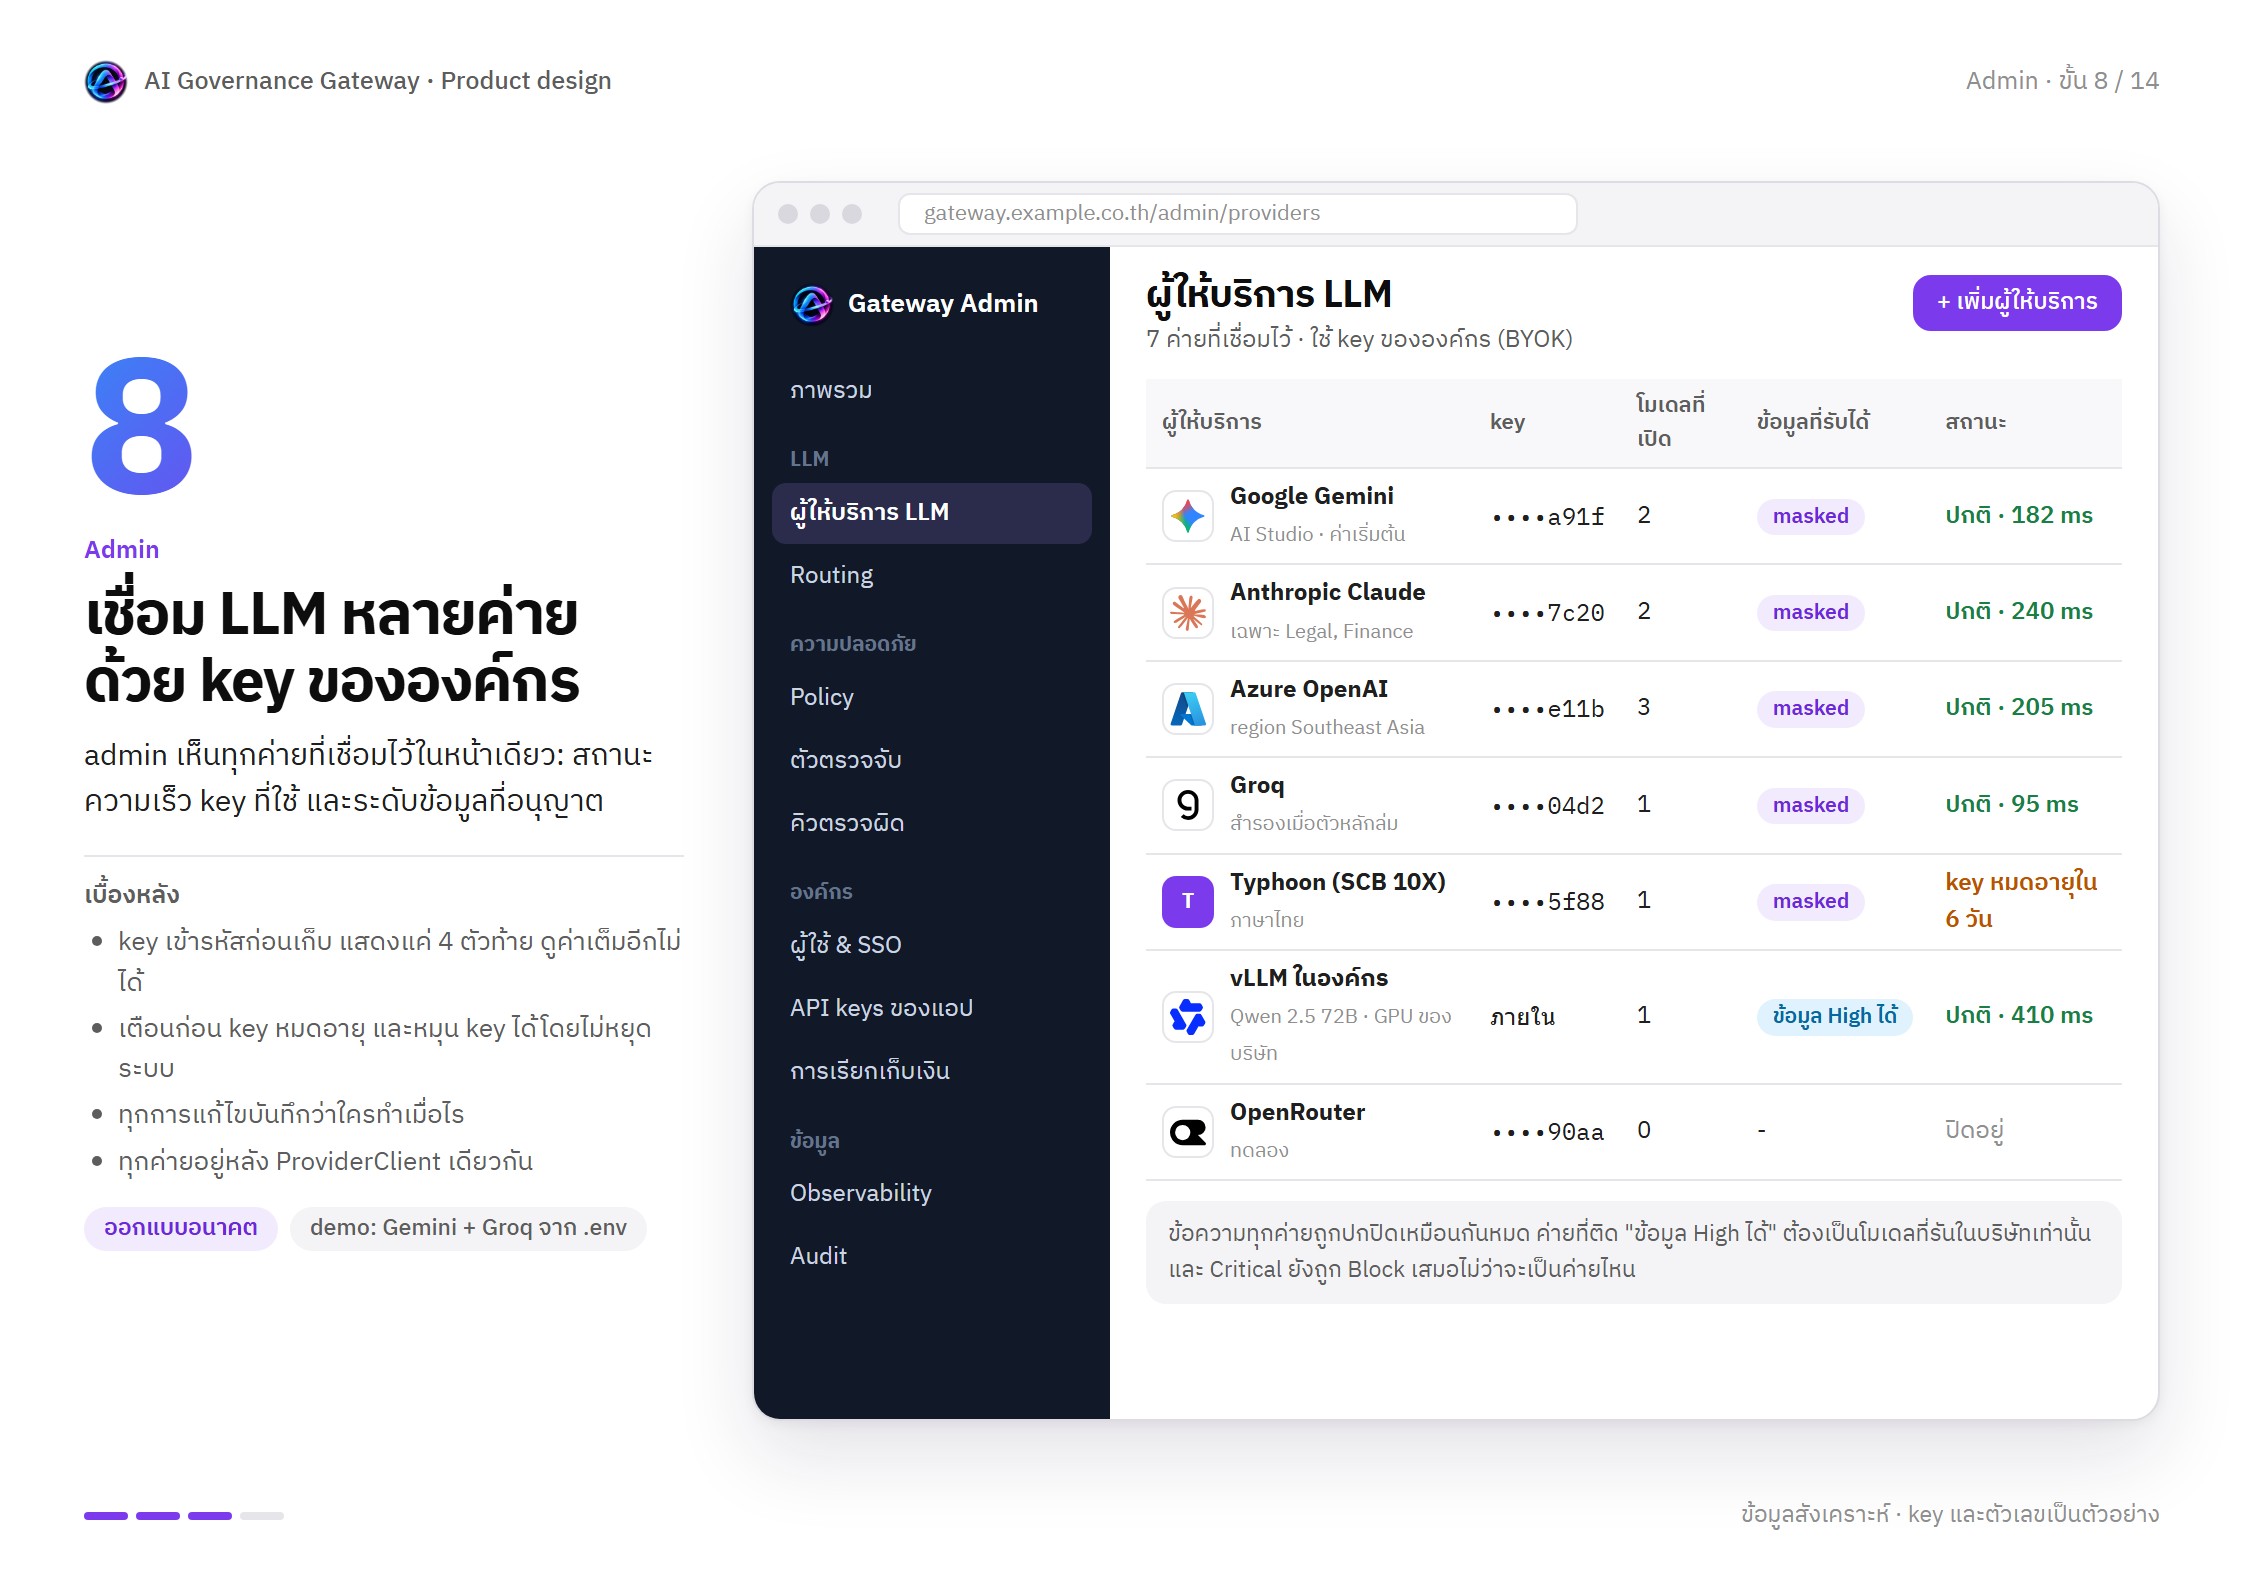 AI Governance Gateway · Product design
Admin · ขั้น 8 / 14
8
Admin
เชื่อม LLM หลายค่าย
ด้วย key ขององค์กร
admin เห็นทุกค่ายที่เชื่อมไว้ในหน้าเดียว: สถานะ
ความเร็ว key ที่ใช้ และระดับข้อมูลที่อนุญาต
เบื้องหลัง
key เข้ารหัสก่อนเก็บ แสดงแค่ 4 ตัวท้าย ดูค่าเต็มอีกไม่
ได้
เตือนก่อน key หมดอายุ และหมุน key ได้โดยไม่หยุด
ระบบ
ทุกการแก้ไขบันทึกว่าใครทำเมื่อไร
ทุกค่ายอยู่หลัง ProviderClient เดียวกัน
ออกแบบอนาคต
demo: Gemini + Groq จาก .env
gateway.example.co.th/admin/providers
Gateway Admin
ภาพรวม
LLM
ผู้ให้บริการ LLM
Routing
ความปลอดภัย
Policy
ตัวตรวจจับ
คิวตรวจผิด
องค์กร
ผู้ใช้ & SSO
API keys ของแอป
การเรียกเก็บเงิน
ข้อมูล
Observability
Audit
ผู้ให้บริการ LLM
7 ค่ายที่เชื่อมไว้ · ใช้ key ขององค์กร (BYOK)
+ เพิ่มผู้ให้บริการ
ผู้ให้บริการ key โมเดลที่ ข้อมูลที่รับได้ สถานะ
เปิด
Google Gemini
AI Studio · ค่าเริ่มต้น
••••a91f 2 masked ปกติ · 182 ms
Anthropic Claude
เฉพาะ Legal, Finance
••••7c20 2 masked ปกติ · 240 ms
Azure OpenAI
region Southeast Asia
••••e11b 3 masked ปกติ · 205 ms
Groq
สำรองเมื่อตัวหลักล่ม
••••04d2 1 masked ปกติ · 95 ms
T
Typhoon (SCB 10X)
ภาษาไทย
••••5f88 1 masked key หมดอายุใน
6 วัน
vLLM ในองค์กร
Qwen 2.5 72B · GPU ของ
บริษัท
ภายใน 1 ข้อมูล High ได้ ปกติ · 410 ms
OpenRouter
ทดลอง
••••90aa 0 - ปิดอยู่
ข้อความทุกค่ายถูกปกปิดเหมือนกันหมด ค่ายที่ติด "ข้อมูล High ได้" ต้องเป็นโมเดลที่รันในบริษัทเท่านั้น
และ Critical ยังถูก Block เสมอไม่ว่าจะเป็นค่ายไหน
ข้อมูลสังเคราะห์ · key และตัวเลขเป็นตัวอย่าง